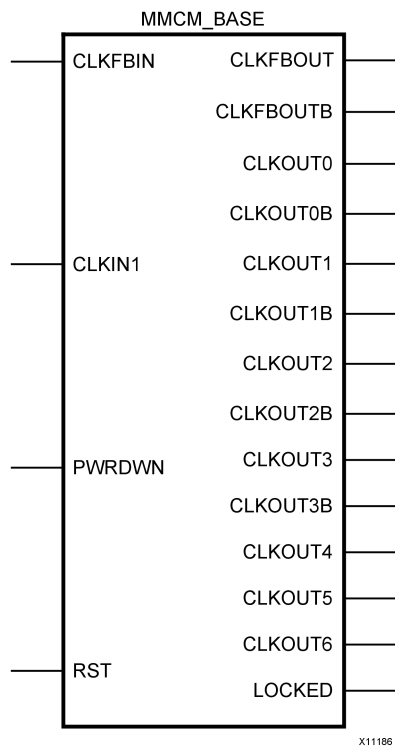 MMCM_BASE
CLKFBIN
CLKFBOUT
CLKFBOUTB
CLKOUT0
CLKOUT0B
CLKIN1
CLKOUT1
CLKOUT1B
CLKOUT2
CLKOUT2B
PWRDWN
CLKOUT3
CLKOUT3B
CLKOUT4
CLKOUT5
CLKOUT6
RST
LOCKED
X11186